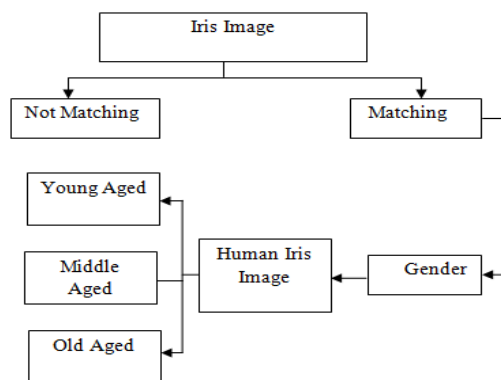 Iris Image
Not Matching
Matching
Young Aged
Human Iris
Image
Gender
Middle
Aged
Old Aged